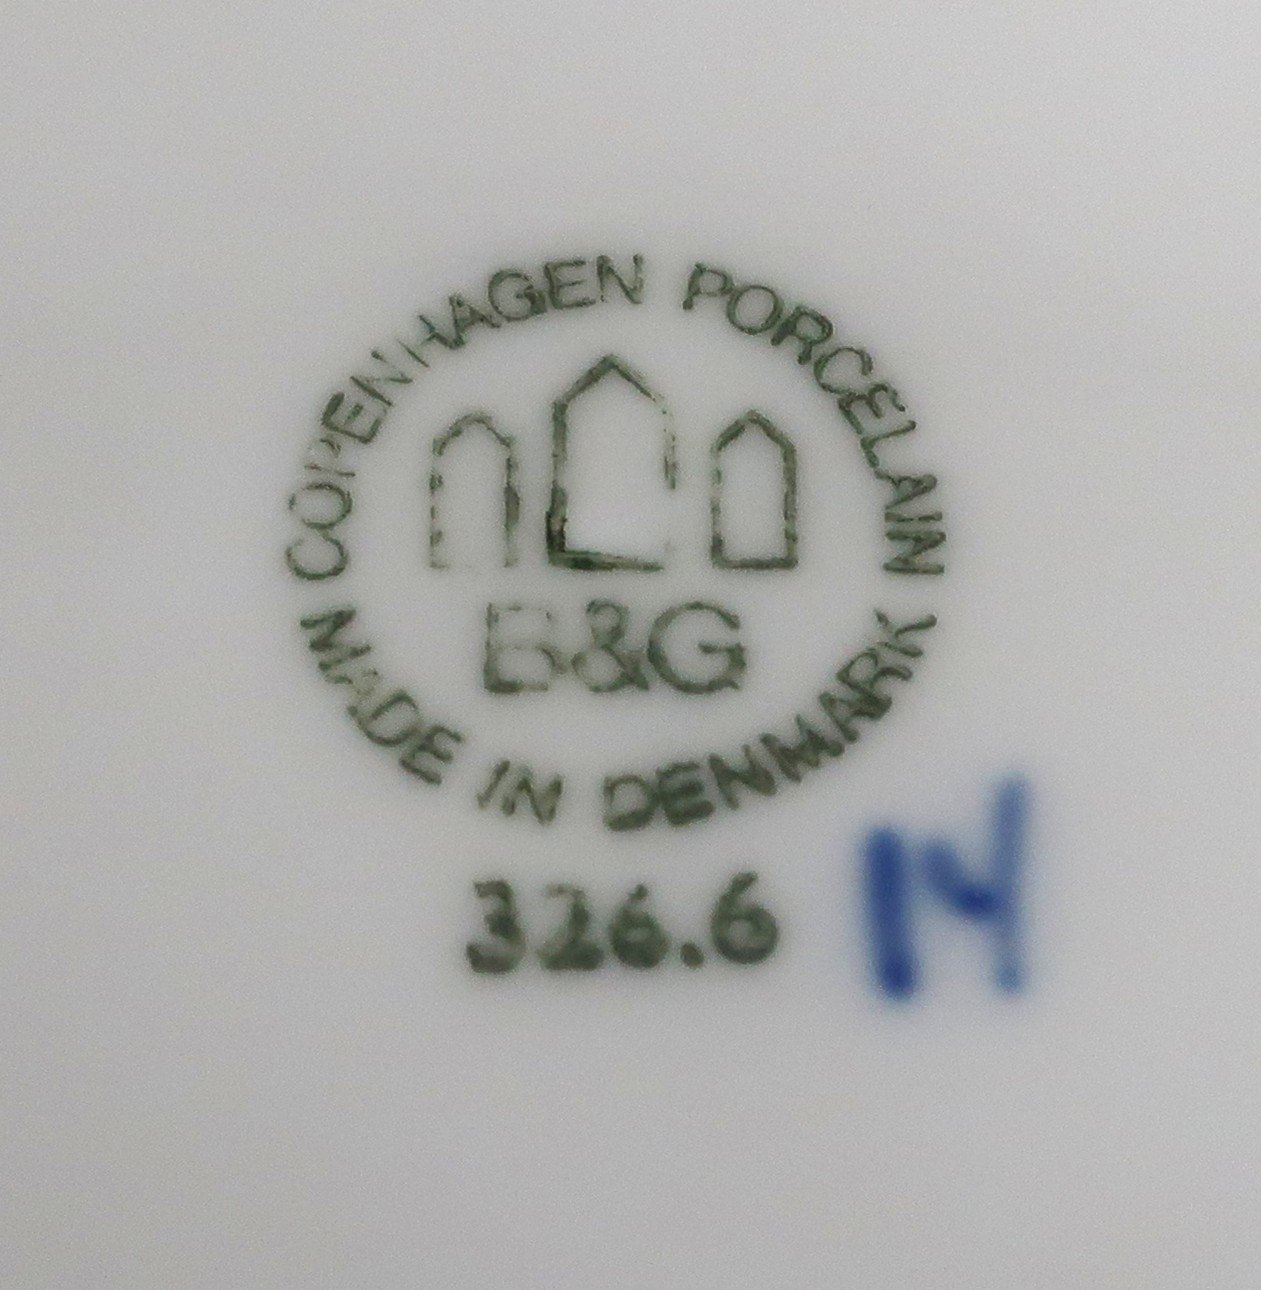 COPENHAGEN PORCELAIN
B&G
MADE IN DENMARK
326.6
N